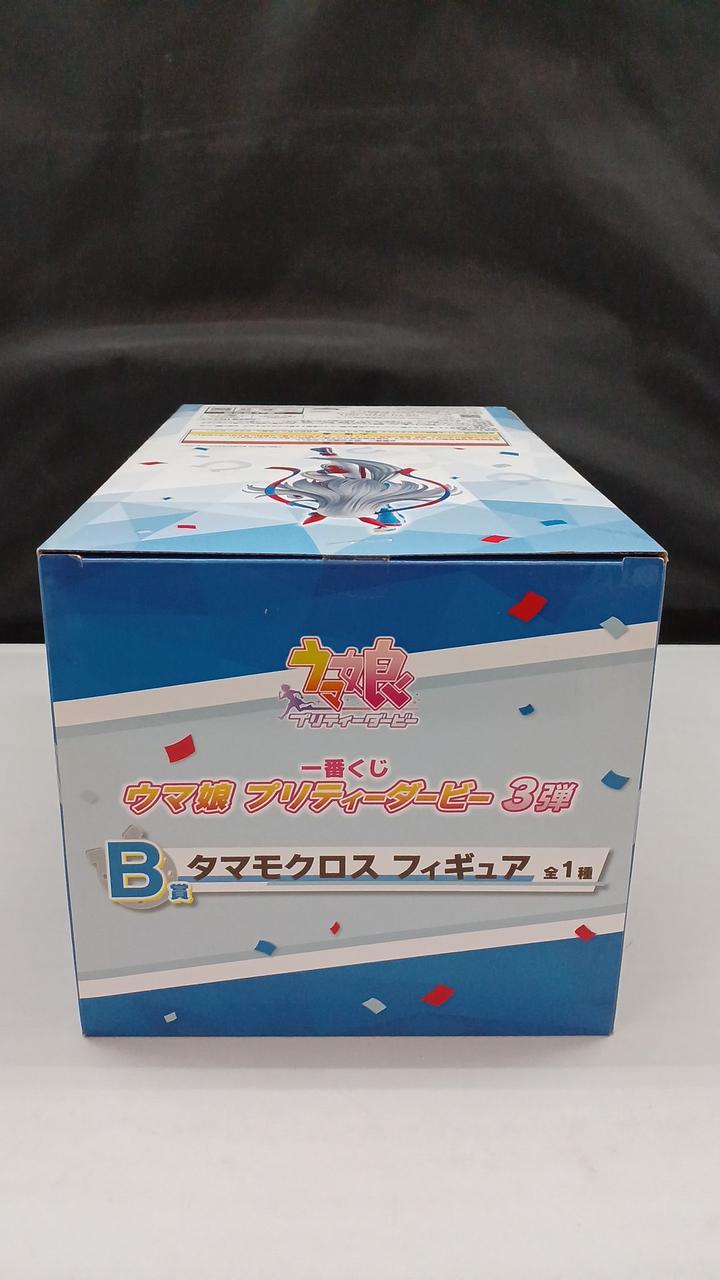 ウマ娘
プリティーダービー
一番くじ
ウマ娘 プリティーダービー 3弾
B賞 タマモクロス フィギュア 全1種